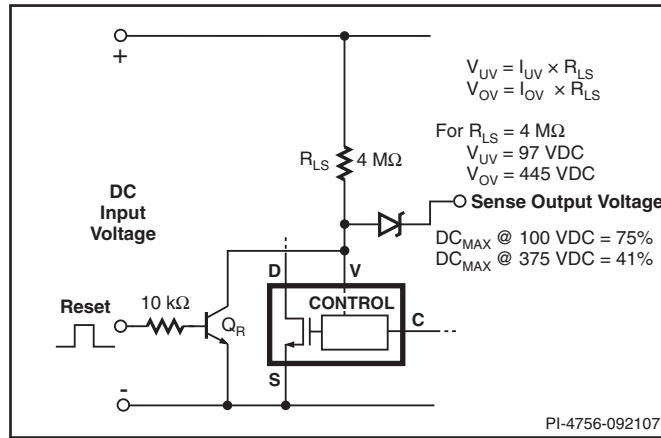 +
V_UV = I_UV × R_LS
V_OV = I_OV × R_LS
For R_LS = 4 MΩ
V_UV = 97 VDC
V_OV = 445 VDC
R_LS 4 MΩ
DC
Input
Voltage
Sense Output Voltage
DC_MAX @ 100 VDC = 75%
DC_MAX @ 375 VDC = 41%
D V
Reset 10 kΩ
Q_R
CONTROL
C
S
-
PI-4756-092107